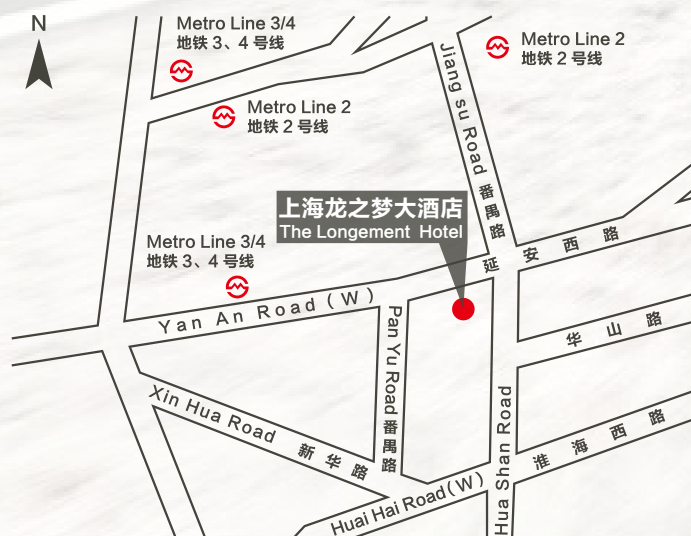 N
Metro Line 3/4
地铁 3、4 号线
Metro Line 2
地铁 2 号线
Metro Line 2
地铁 2 号线
Jiang su Road 番禺路
上海龙之梦大酒店
The Longement Hotel
Metro Line 3/4
地铁 3、4 号线
延安西路
Yan An Road (W)
Pan Yu Road 番禺路
华山路
Xin Hua Road 新华路
Hua Shan Road
淮海西路
Huai Hai Road(W)